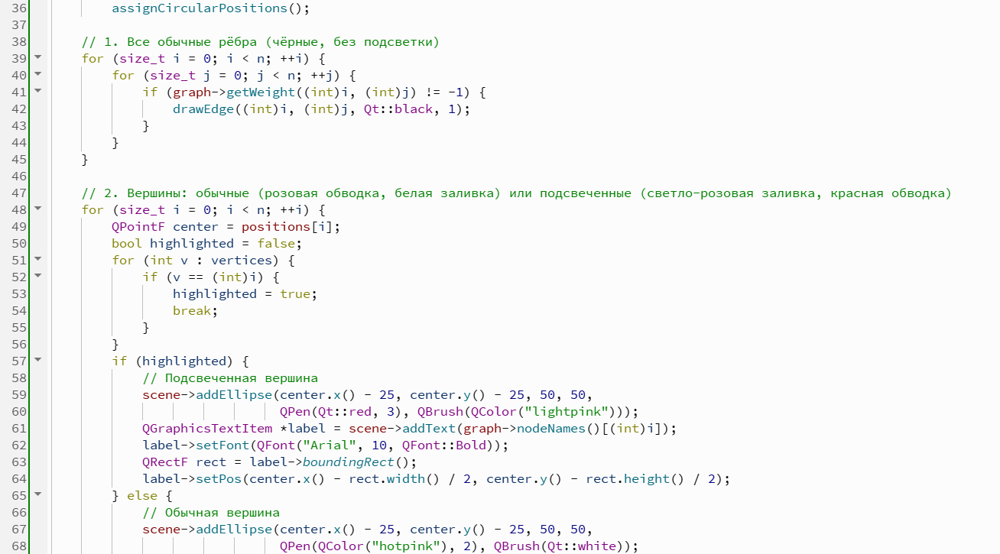 36 assignCircularPositions();
37
38 // 1. Все обычные рёбра (чёрные, без подсветки)
39 for (size_t i = 0; i < n; ++i) {
40 for (size_t j = 0; j < n; ++j) {
41 if (graph->getWeight((int)i, (int)j) != -1) {
42 drawEdge((int)i, (int)j, Qt::black, 1);
43 }
44 }
45 }
46
47 // 2. Вершины: обычные (розовая обводка, белая заливка) или подсвеченные (светло-розовая заливка, красная обводка)
48 for (size_t i = 0; i < n; ++i) {
49 QPointF center = positions[i];
50 bool highlighted = false;
51 for (int v : vertices) {
52 if (v == (int)i) {
53 highlighted = true;
54 break;
55 }
56 }
57 if (highlighted) {
58 // Подсвеченная вершина
59 scene->addEllipse(center.x() - 25, center.y() - 25, 50, 50,
60 QPen(Qt::red, 3), QBrush(QColor("lightpink")));
61 QGraphicsTextItem *label = scene->addText(graph->nodeNames()[(int)i]);
62 label->setFont(QFont("Arial", 10, QFont::Bold));
63 QRectF rect = label->boundingRect();
64 label->setPos(center.x() - rect.width() / 2, center.y() - rect.height() / 2);
65 } else {
66 // Обычная вершина
67 scene->addEllipse(center.x() - 25, center.y() - 25, 50, 50,
68 QPen(QColor("hotpink"), 2), QBrush(Qt::white));